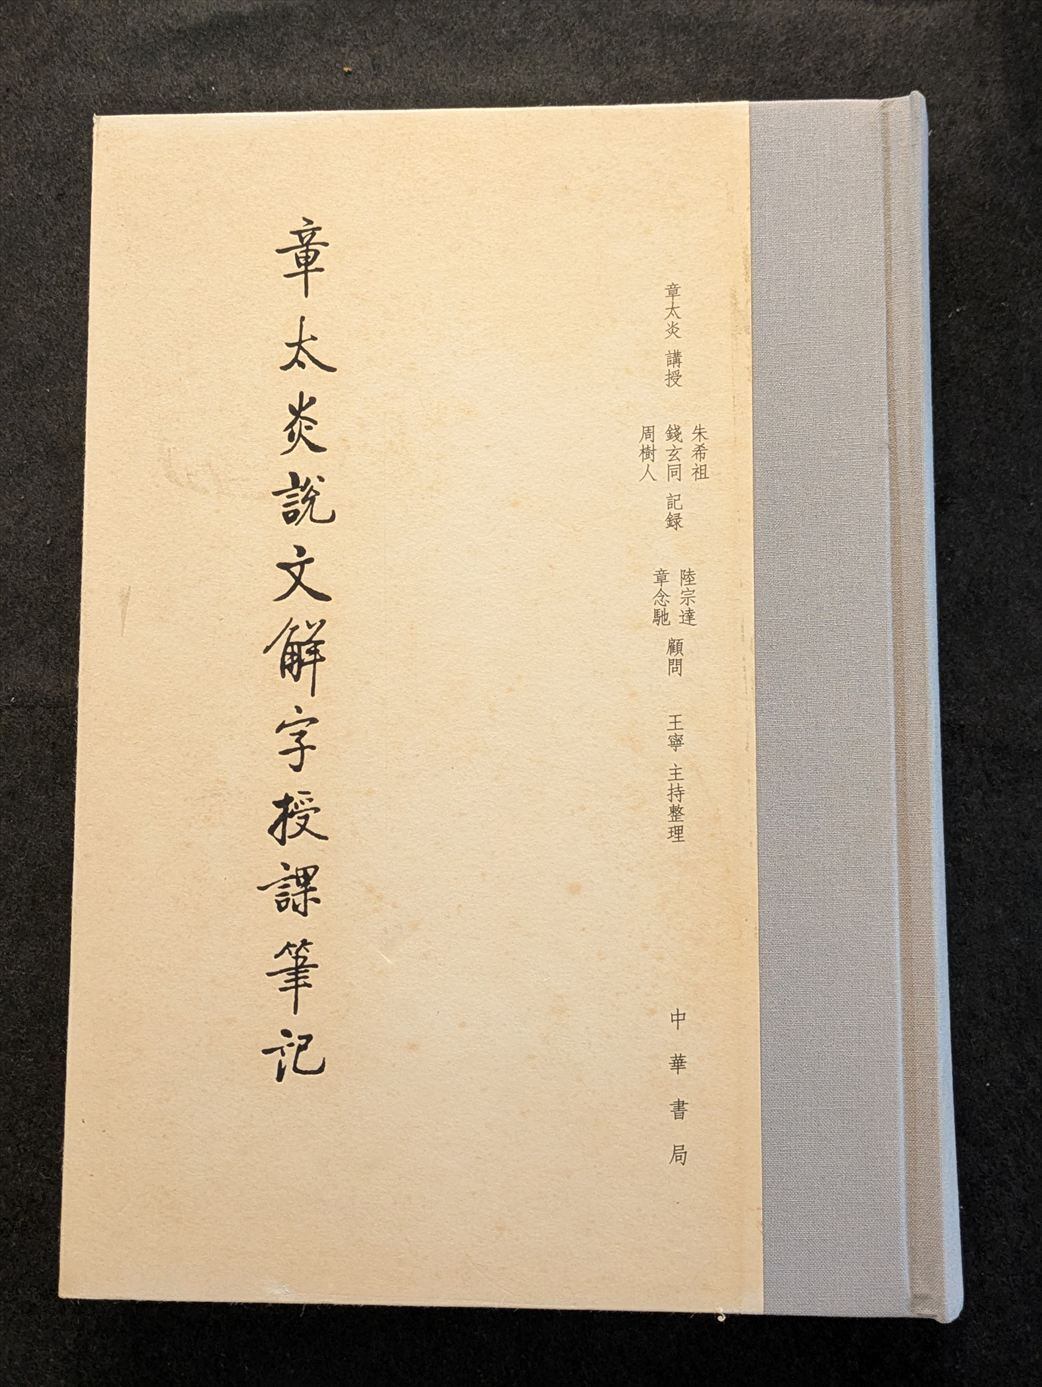 章太炎 講授
朱希祖
錢玄同 記録
周樹人
陸宗達
章念馳
顧問
王寧 主持整理
中華書局
章太炎説文解字授課筆記